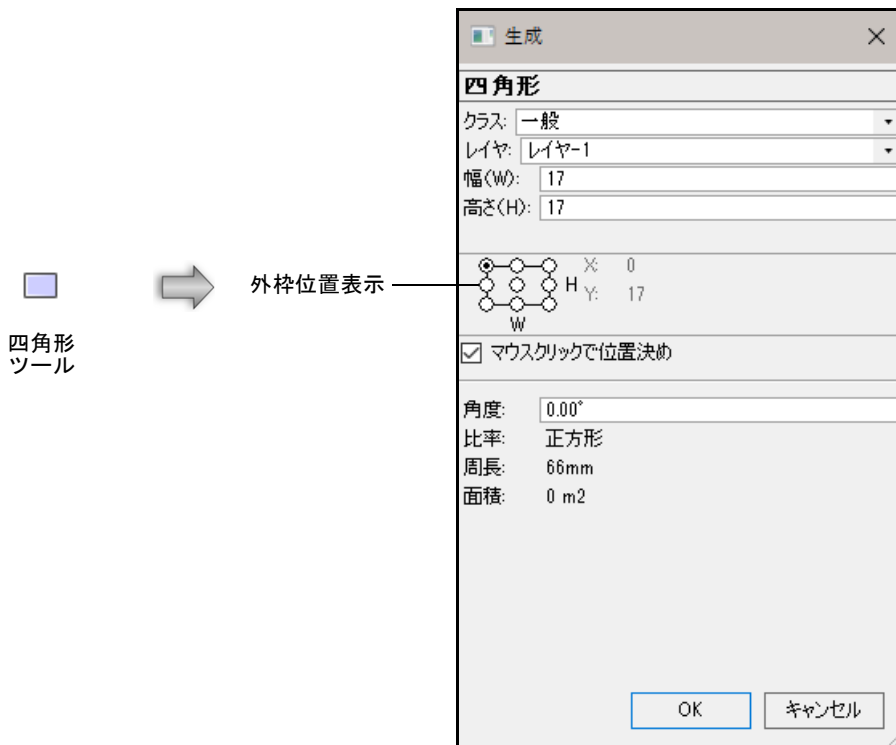 生成
四角形
クラス: 一般
レイヤ: レイヤ-1
幅(W): 17
高さ(H): 17
四角形
ツール
外枠位置表示
X: 0
H
Y: 17
W
マウスクリックで位置決め
角度: 0.00°
比率: 正方形
周長: 66mm
面積: 0 m2
OK キャンセル